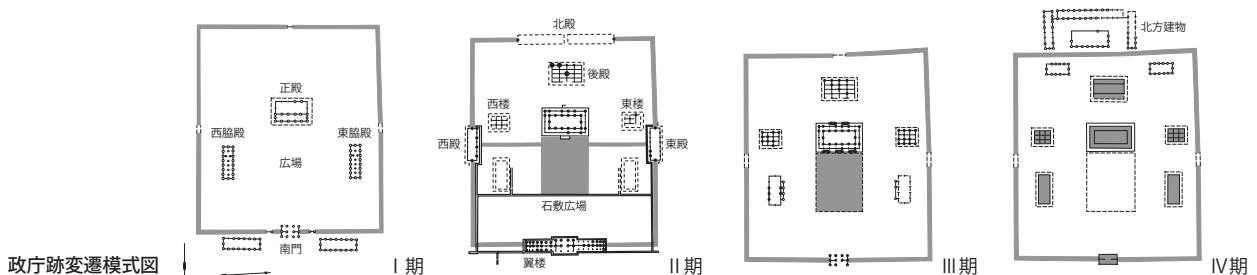 政庁跡変遷模式図
正殿
西脇殿
東脇殿
広場
南門
Ⅰ期
北殿
後殿
西楼
東楼
西殿
東殿
石敷広場
翼楼
Ⅱ期
Ⅲ期
北方建物
Ⅳ期